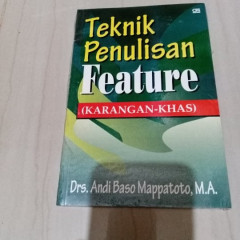 Teknik
Penulisan
Feature
(KARANGAN-KHAS)
Drs. Andi Baso Mappatoto, M.A.